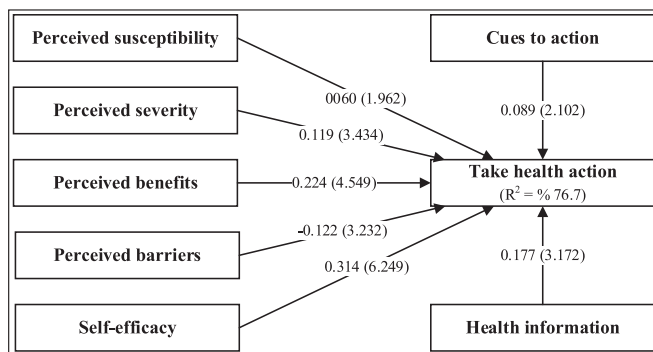 Perceived susceptibility
Cues to action
0060 (1.962)
0.089 (2.102)
Perceived severity
0.119 (3.434)
Perceived benefits
0.224 (4.549)
Take health action
(R² = % 76.7)
-0.122 (3.232)
Perceived barriers
0.314 (6.249)
0.177 (3.172)
Self-efficacy
Health information